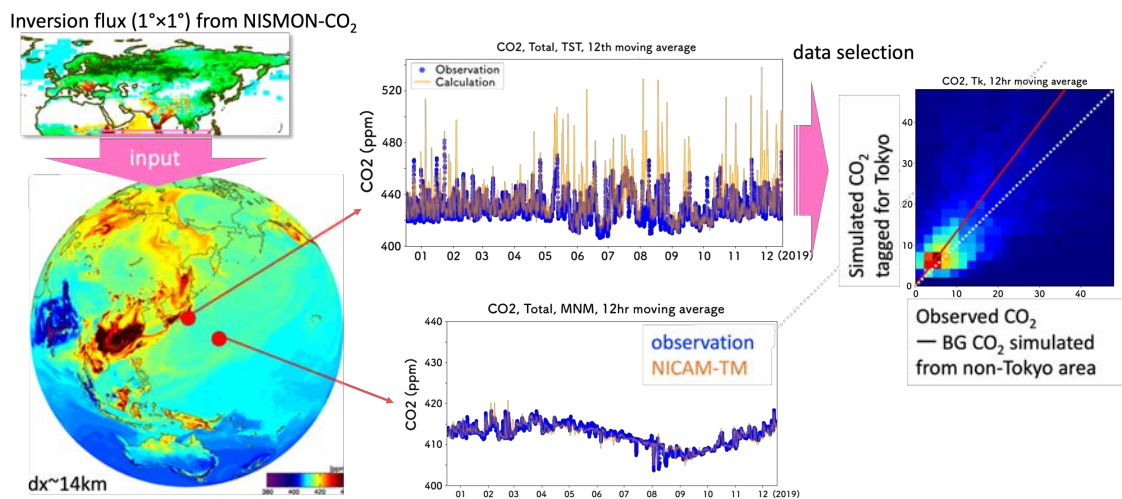 Inversion flux (1°×1°) from NISMON-CO₂
input
dx~14km
[ppm]
380 400 420
CO2, Total, TST, 12th moving average
Observation
Calculation
CO2 (ppm)
520
480
440
400
01 02 03 04 05 06 07 08 09 10 11 12 (2019)
CO2, Total, MNM, 12hr moving average
observation
NICAM-TM
CO2 (ppm)
440
430
420
410
400
01 02 03 04 05 06 07 08 09 10 11 12 (2019)
data selection
CO2, Tk, 12hr moving average
Simulated CO₂
tagged for Tokyo
40
30
20
10
0
0 10 20 40
Observed CO₂
— BG CO₂ simulated
from non-Tokyo area